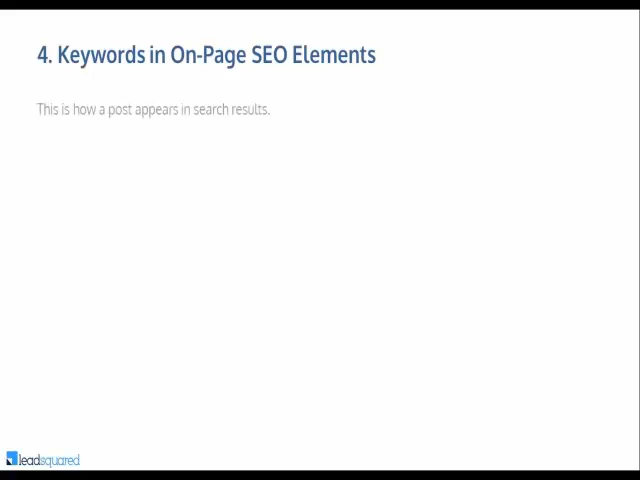 4. Keywords in On-Page SEO Elements
This is how a post appears in search results.
leadsquared